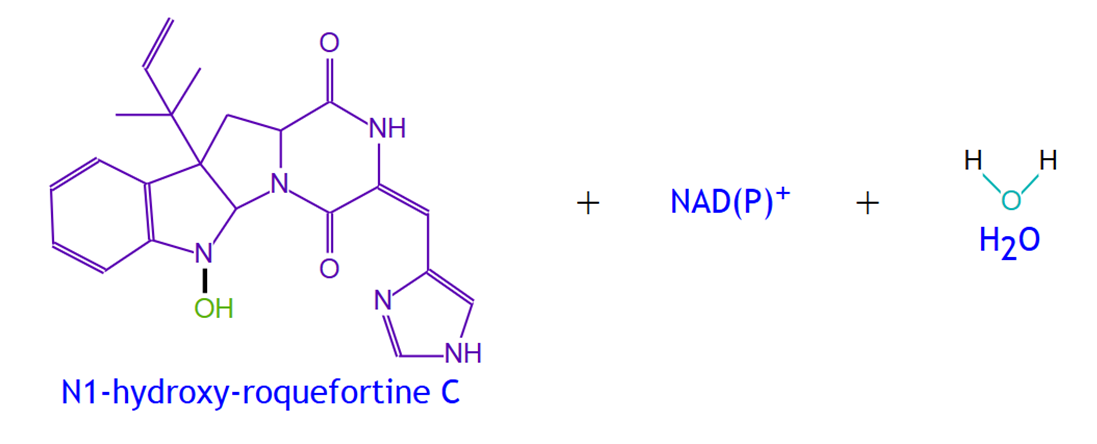 O
NH
N
O
N
OH
N
NH
N1-hydroxy-roquefortine C
+
NAD(P)⁺
+
H H
O
H₂O